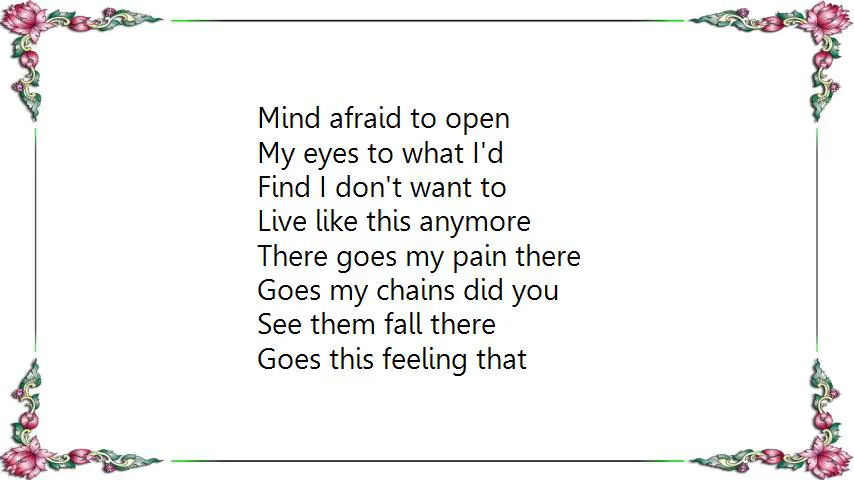 Mind afraid to open
My eyes to what I'd
Find I don't want to
Live like this anymore
There goes my pain there
Goes my chains did you
See them fall there
Goes this feeling that